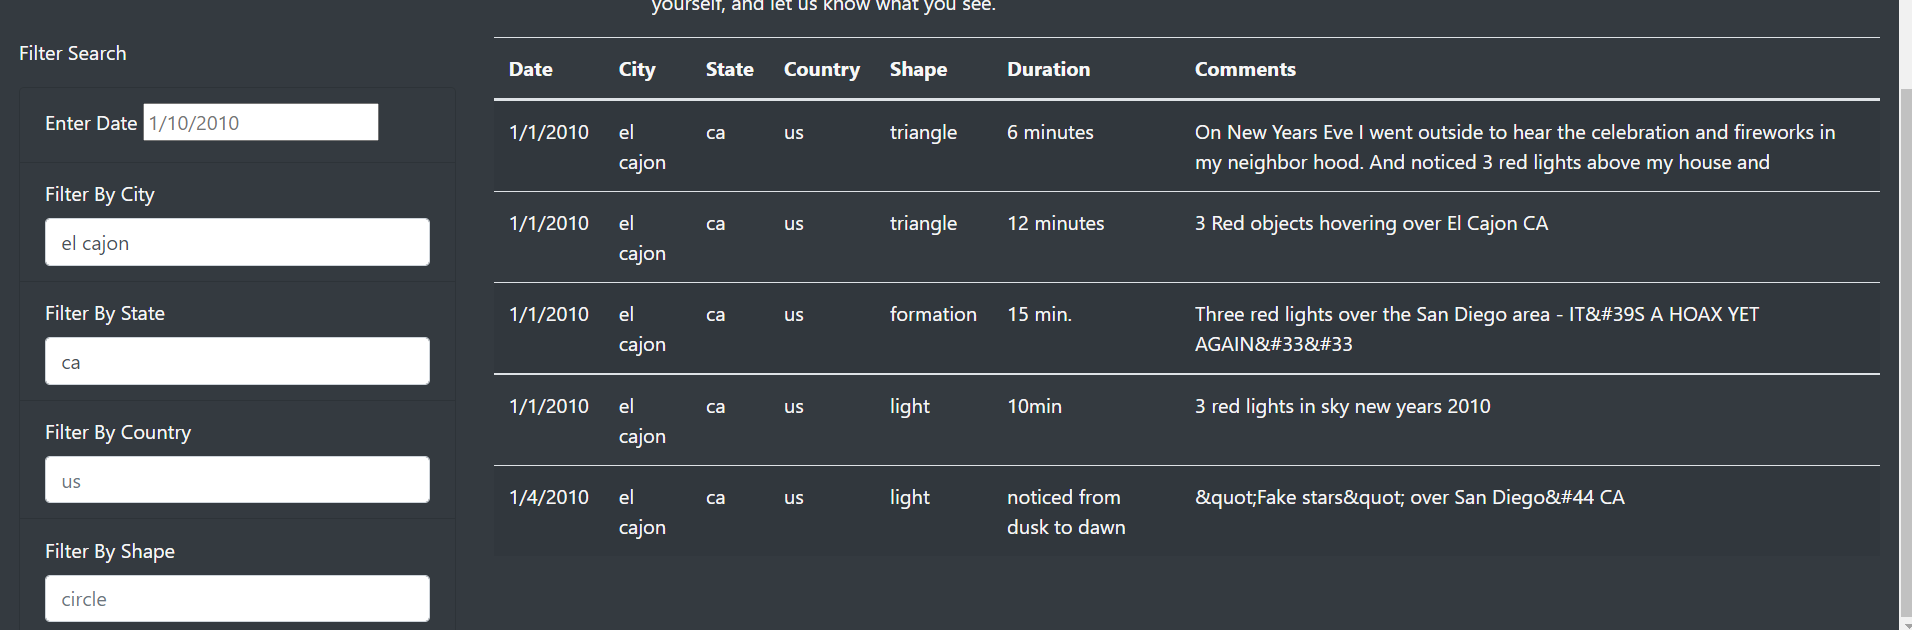 yourself, and let us know what you see.
Filter Search
Enter Date 1/10/2010
Filter By City
el cajon
Filter By State
ca
Filter By Country
us
Filter By Shape
circle
Date City State Country Shape Duration Comments
1/1/2010 el ca us triangle 6 minutes On New Years Eve I went outside to hear the celebration and fireworks in
cajon my neighbor hood. And noticed 3 red lights above my house and
1/1/2010 el ca us triangle 12 minutes 3 Red objects hovering over El Cajon CA
cajon
1/1/2010 el ca us formation 15 min. Three red lights over the San Diego area - IT&#39S A HOAX YET
cajon AGAIN&#33&#33
1/1/2010 el ca us light 10min 3 red lights in sky new years 2010
cajon
1/4/2010 el ca us light noticed from &quot;Fake stars&quot; over San Diego&#44 CA
cajon dusk to dawn